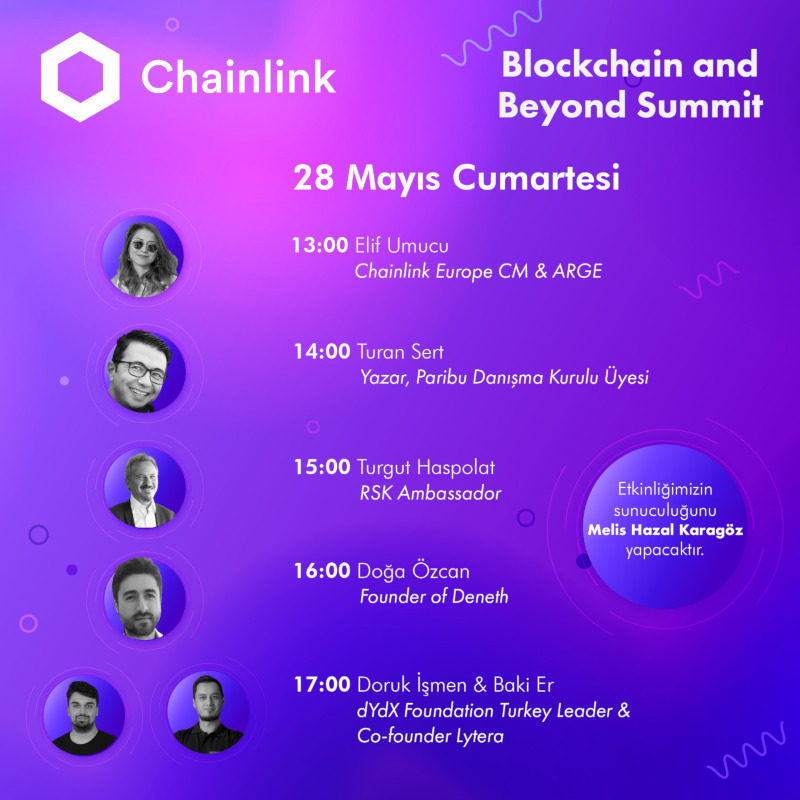 Chainlink
Blockchain and
Beyond Summit
28 Mayıs Cumartesi
13:00 Elif Umucu
Chainlink Europe CM & ARGE
14:00 Turan Sert
Yazar, Paribu Danışma Kurulu Üyesi
15:00 Turgut Haspolat
RSK Ambassador
Etkinliğimizin
sunuculuğunu
Melis Hazal Karagöz
yapacaktır.
16:00 Doğa Özcan
Founder of Deneth
17:00 Doruk İşmen & Baki Er
dYdX Foundation Turkey Leader &
Co-founder Lytera